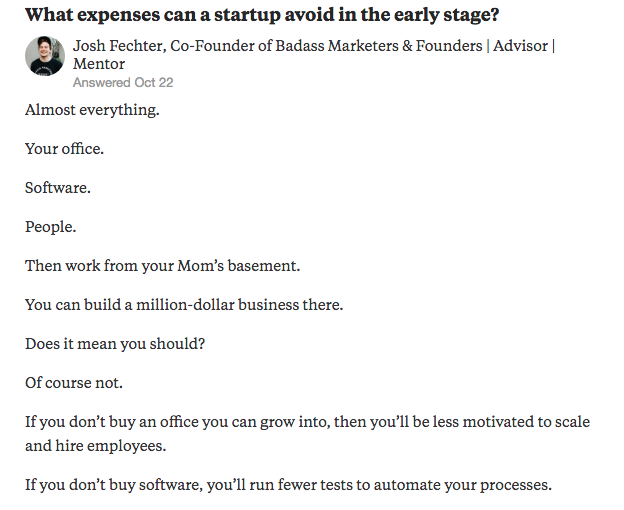 What expenses can a startup avoid in the early stage?
Josh Fechter, Co-Founder of Badass Marketers & Founders | Advisor |
Mentor
Answered Oct 22
Almost everything.
Your office.
Software.
People.
Then work from your Mom’s basement.
You can build a million-dollar business there.
Does it mean you should?
Of course not.
If you don’t buy an office you can grow into, then you’ll be less motivated to scale
and hire employees.
If you don’t buy software, you’ll run fewer tests to automate your processes.